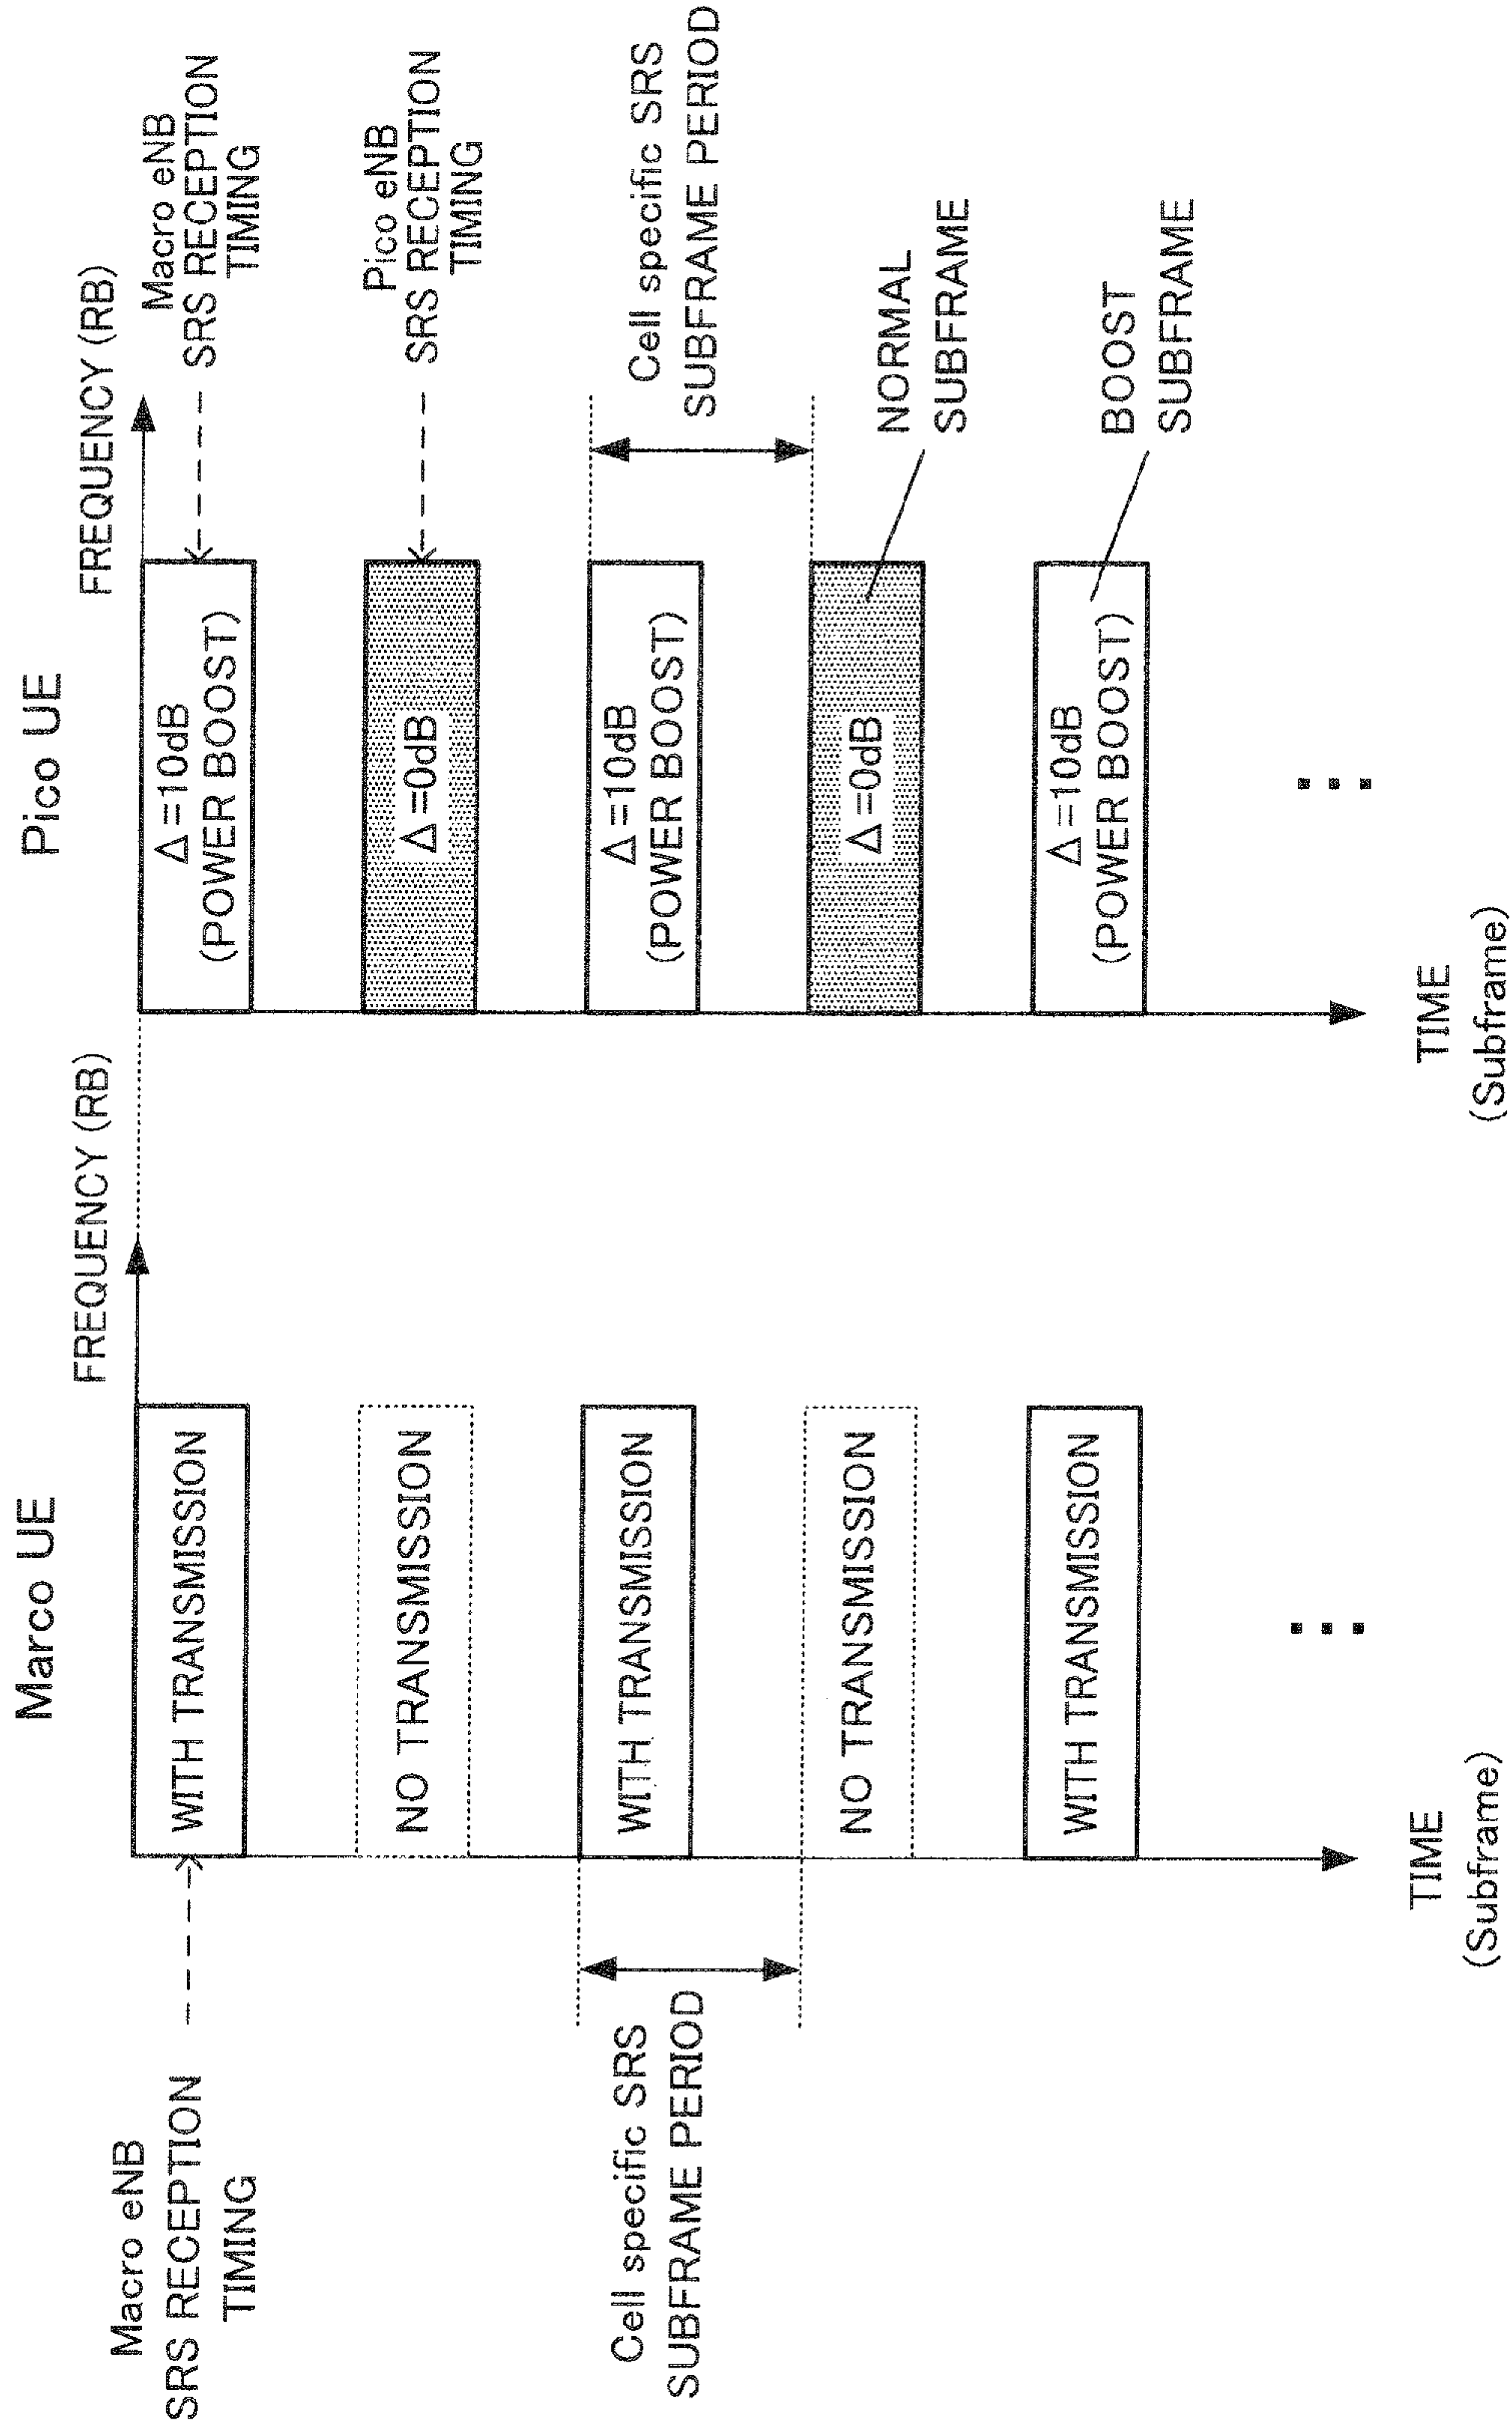 Marco UE
FREQUENCY (RB)
Macro eNB
SRS RECEPTION
TIMING
WITH TRANSMISSION
NO TRANSMISSION
Cell specific SRS
SUBFRAME PERIOD
WITH TRANSMISSION
NO TRANSMISSION
WITH TRANSMISSION
TIME
(Subframe)
Pico UE
FREQUENCY (RB)
Macro eNB
SRS RECEPTION
TIMING
Δ=10dB
(POWER BOOST)
Pico eNB
SRS RECEPTION
TIMING
Δ=0dB
Cell specific SRS
SUBFRAME PERIOD
Δ=10dB
(POWER BOOST)
NORMAL
SUBFRAME
Δ=0dB
BOOST
SUBFRAME
Δ=10dB
(POWER BOOST)
TIME
(Subframe)